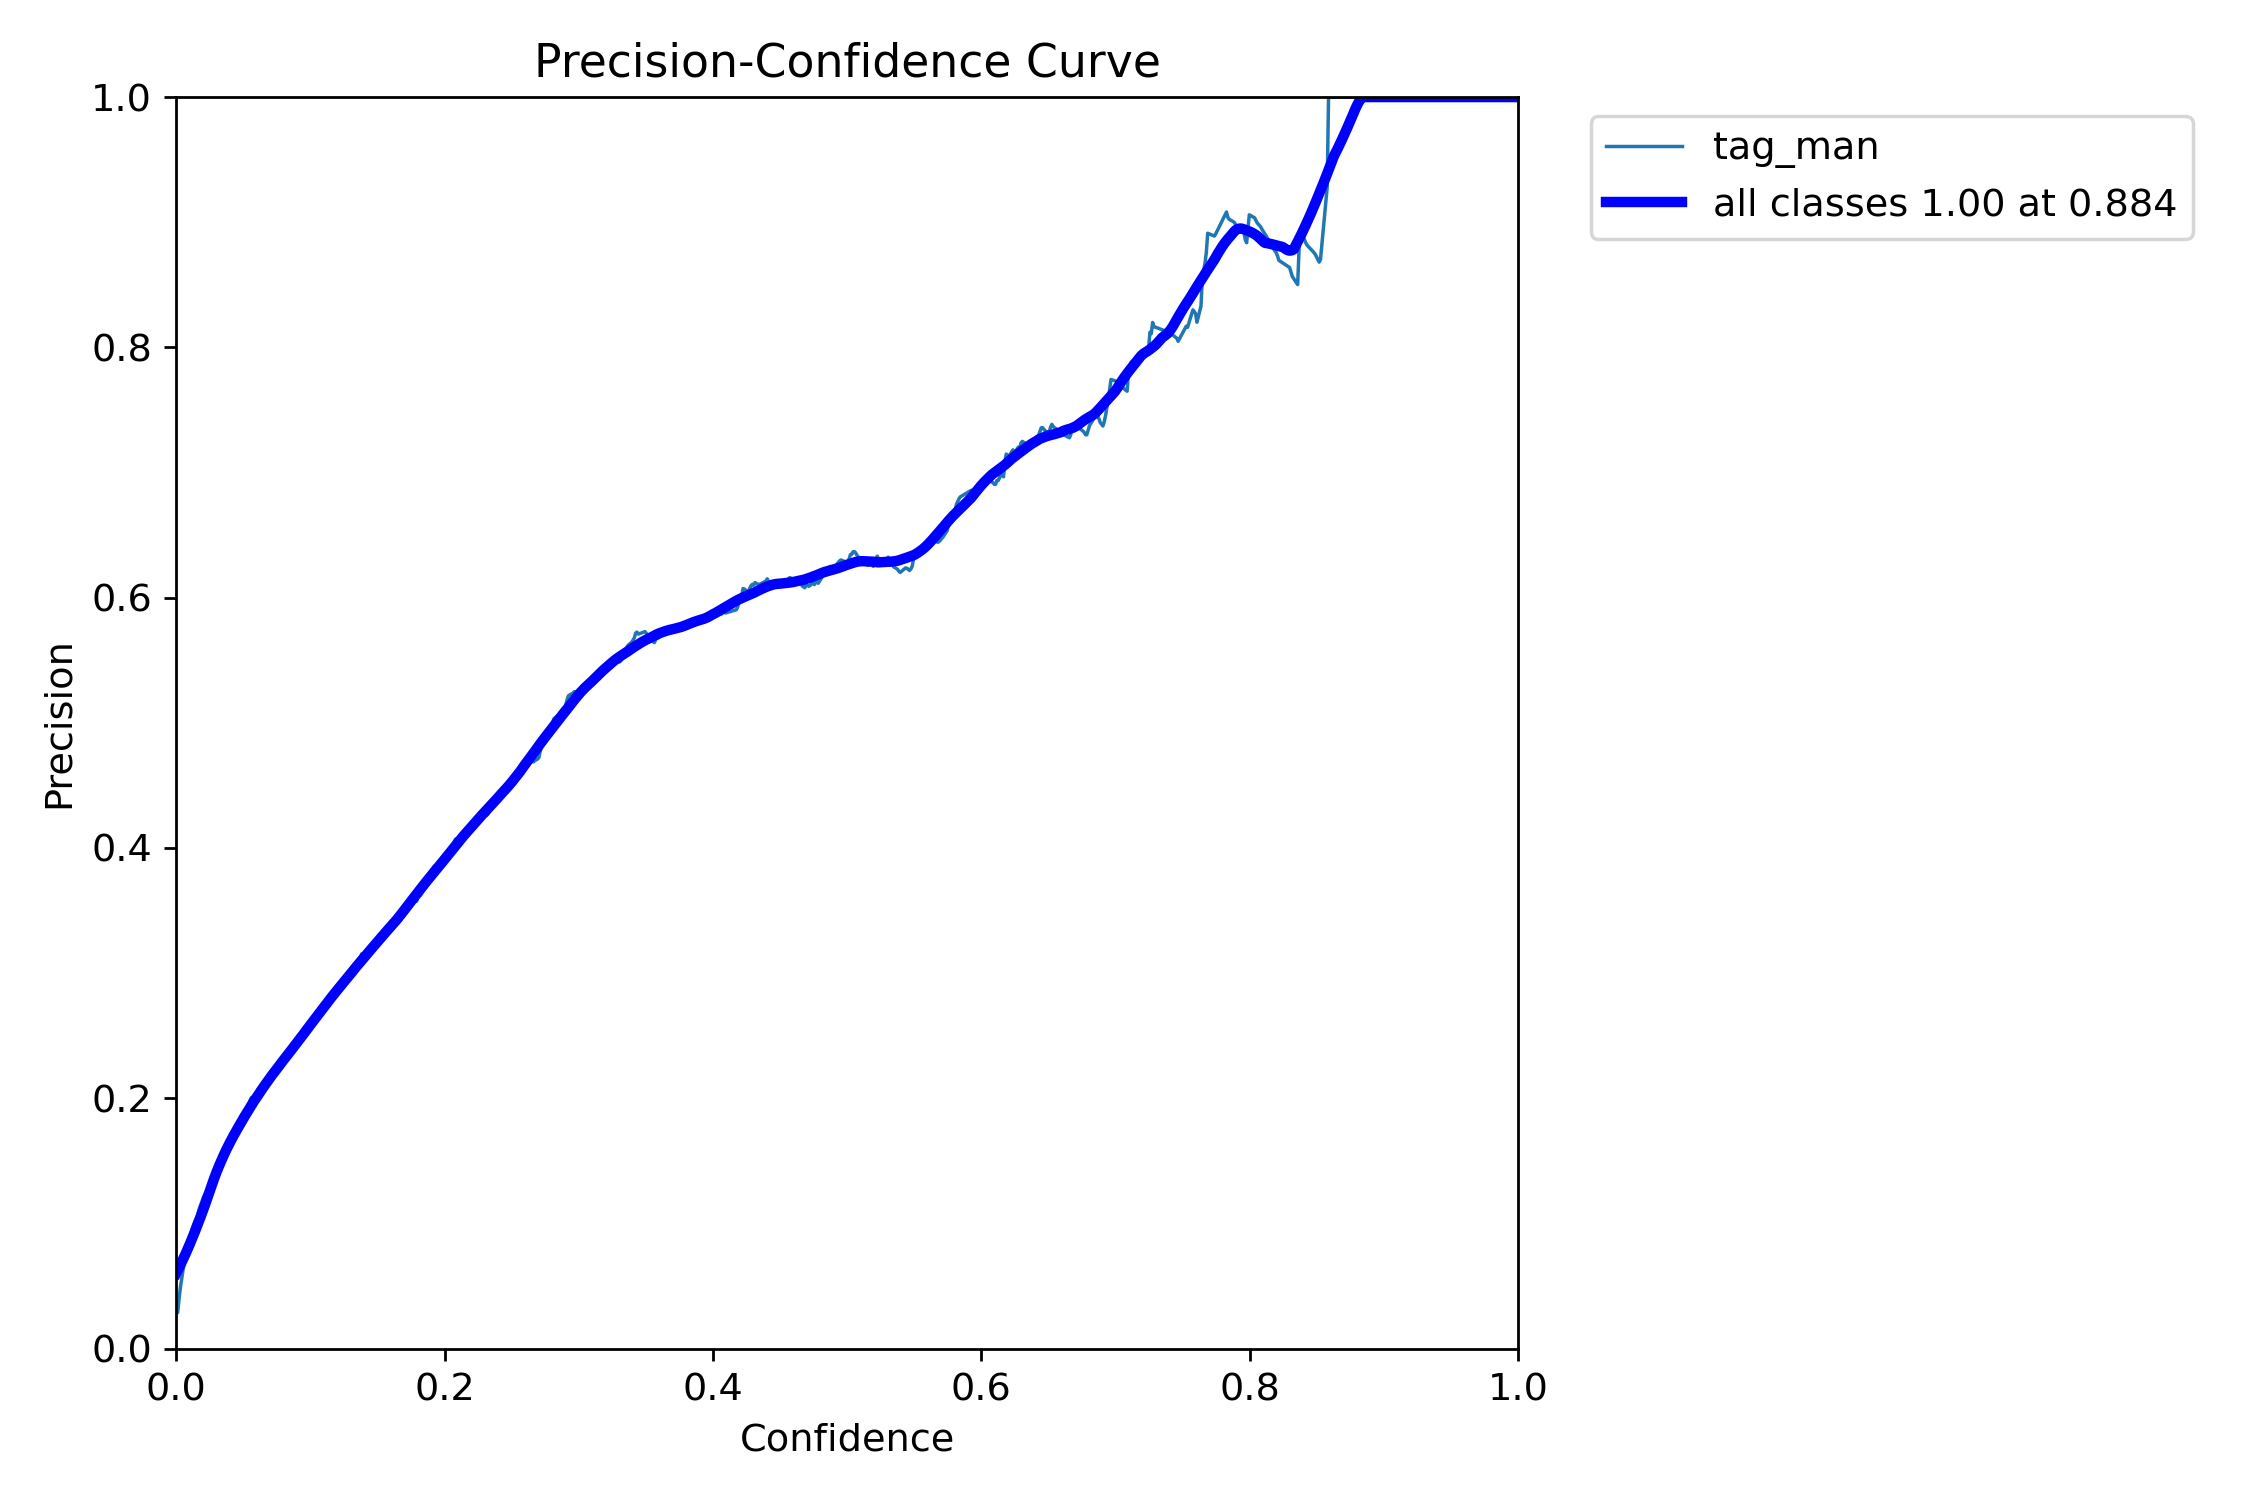 Precision-Confidence Curve
1.0
0.8
0.6
0.4
0.2
0.0
Precision
0.0 0.2 0.4 0.6 0.8 1.0
Confidence
tag_man
all classes 1.00 at 0.884